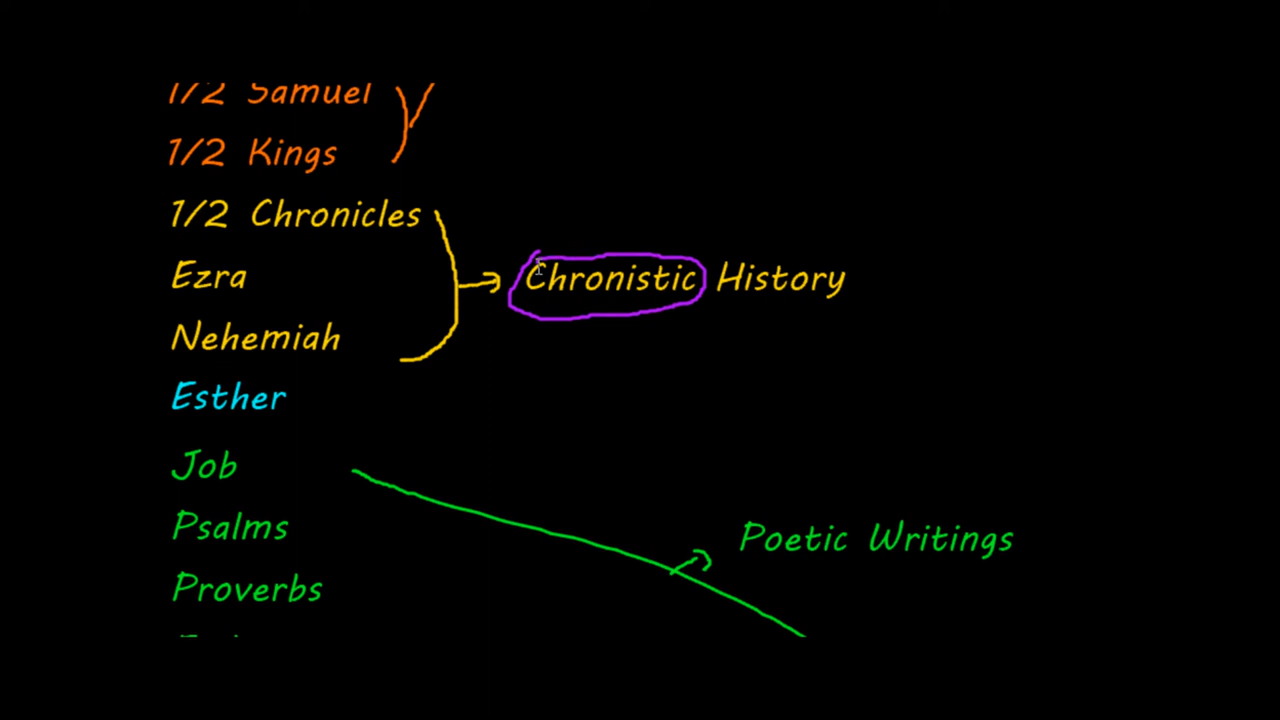 1/2 Samuel
1/2 Kings
1/2 Chronicles
Ezra
Chronistic History
Nehemiah
Esther
Job
Psalms
Poetic Writings
Proverbs